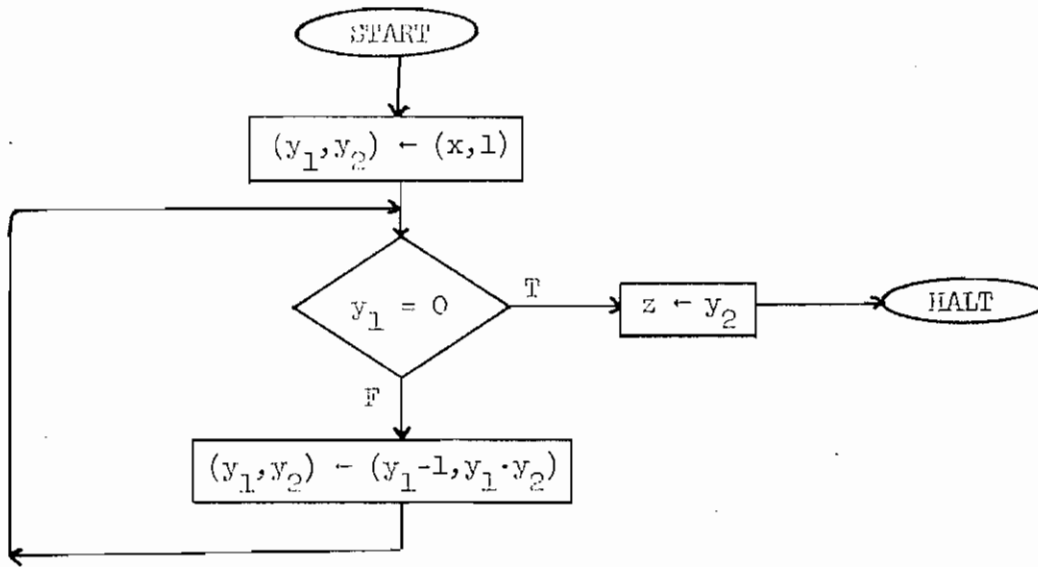 START
(y₁,y₂) ← (x,1)
y₁ = 0
T
z ← y₂
HALT
F
(y₁,y₂) ← (y₁-1,y₁·y₂)